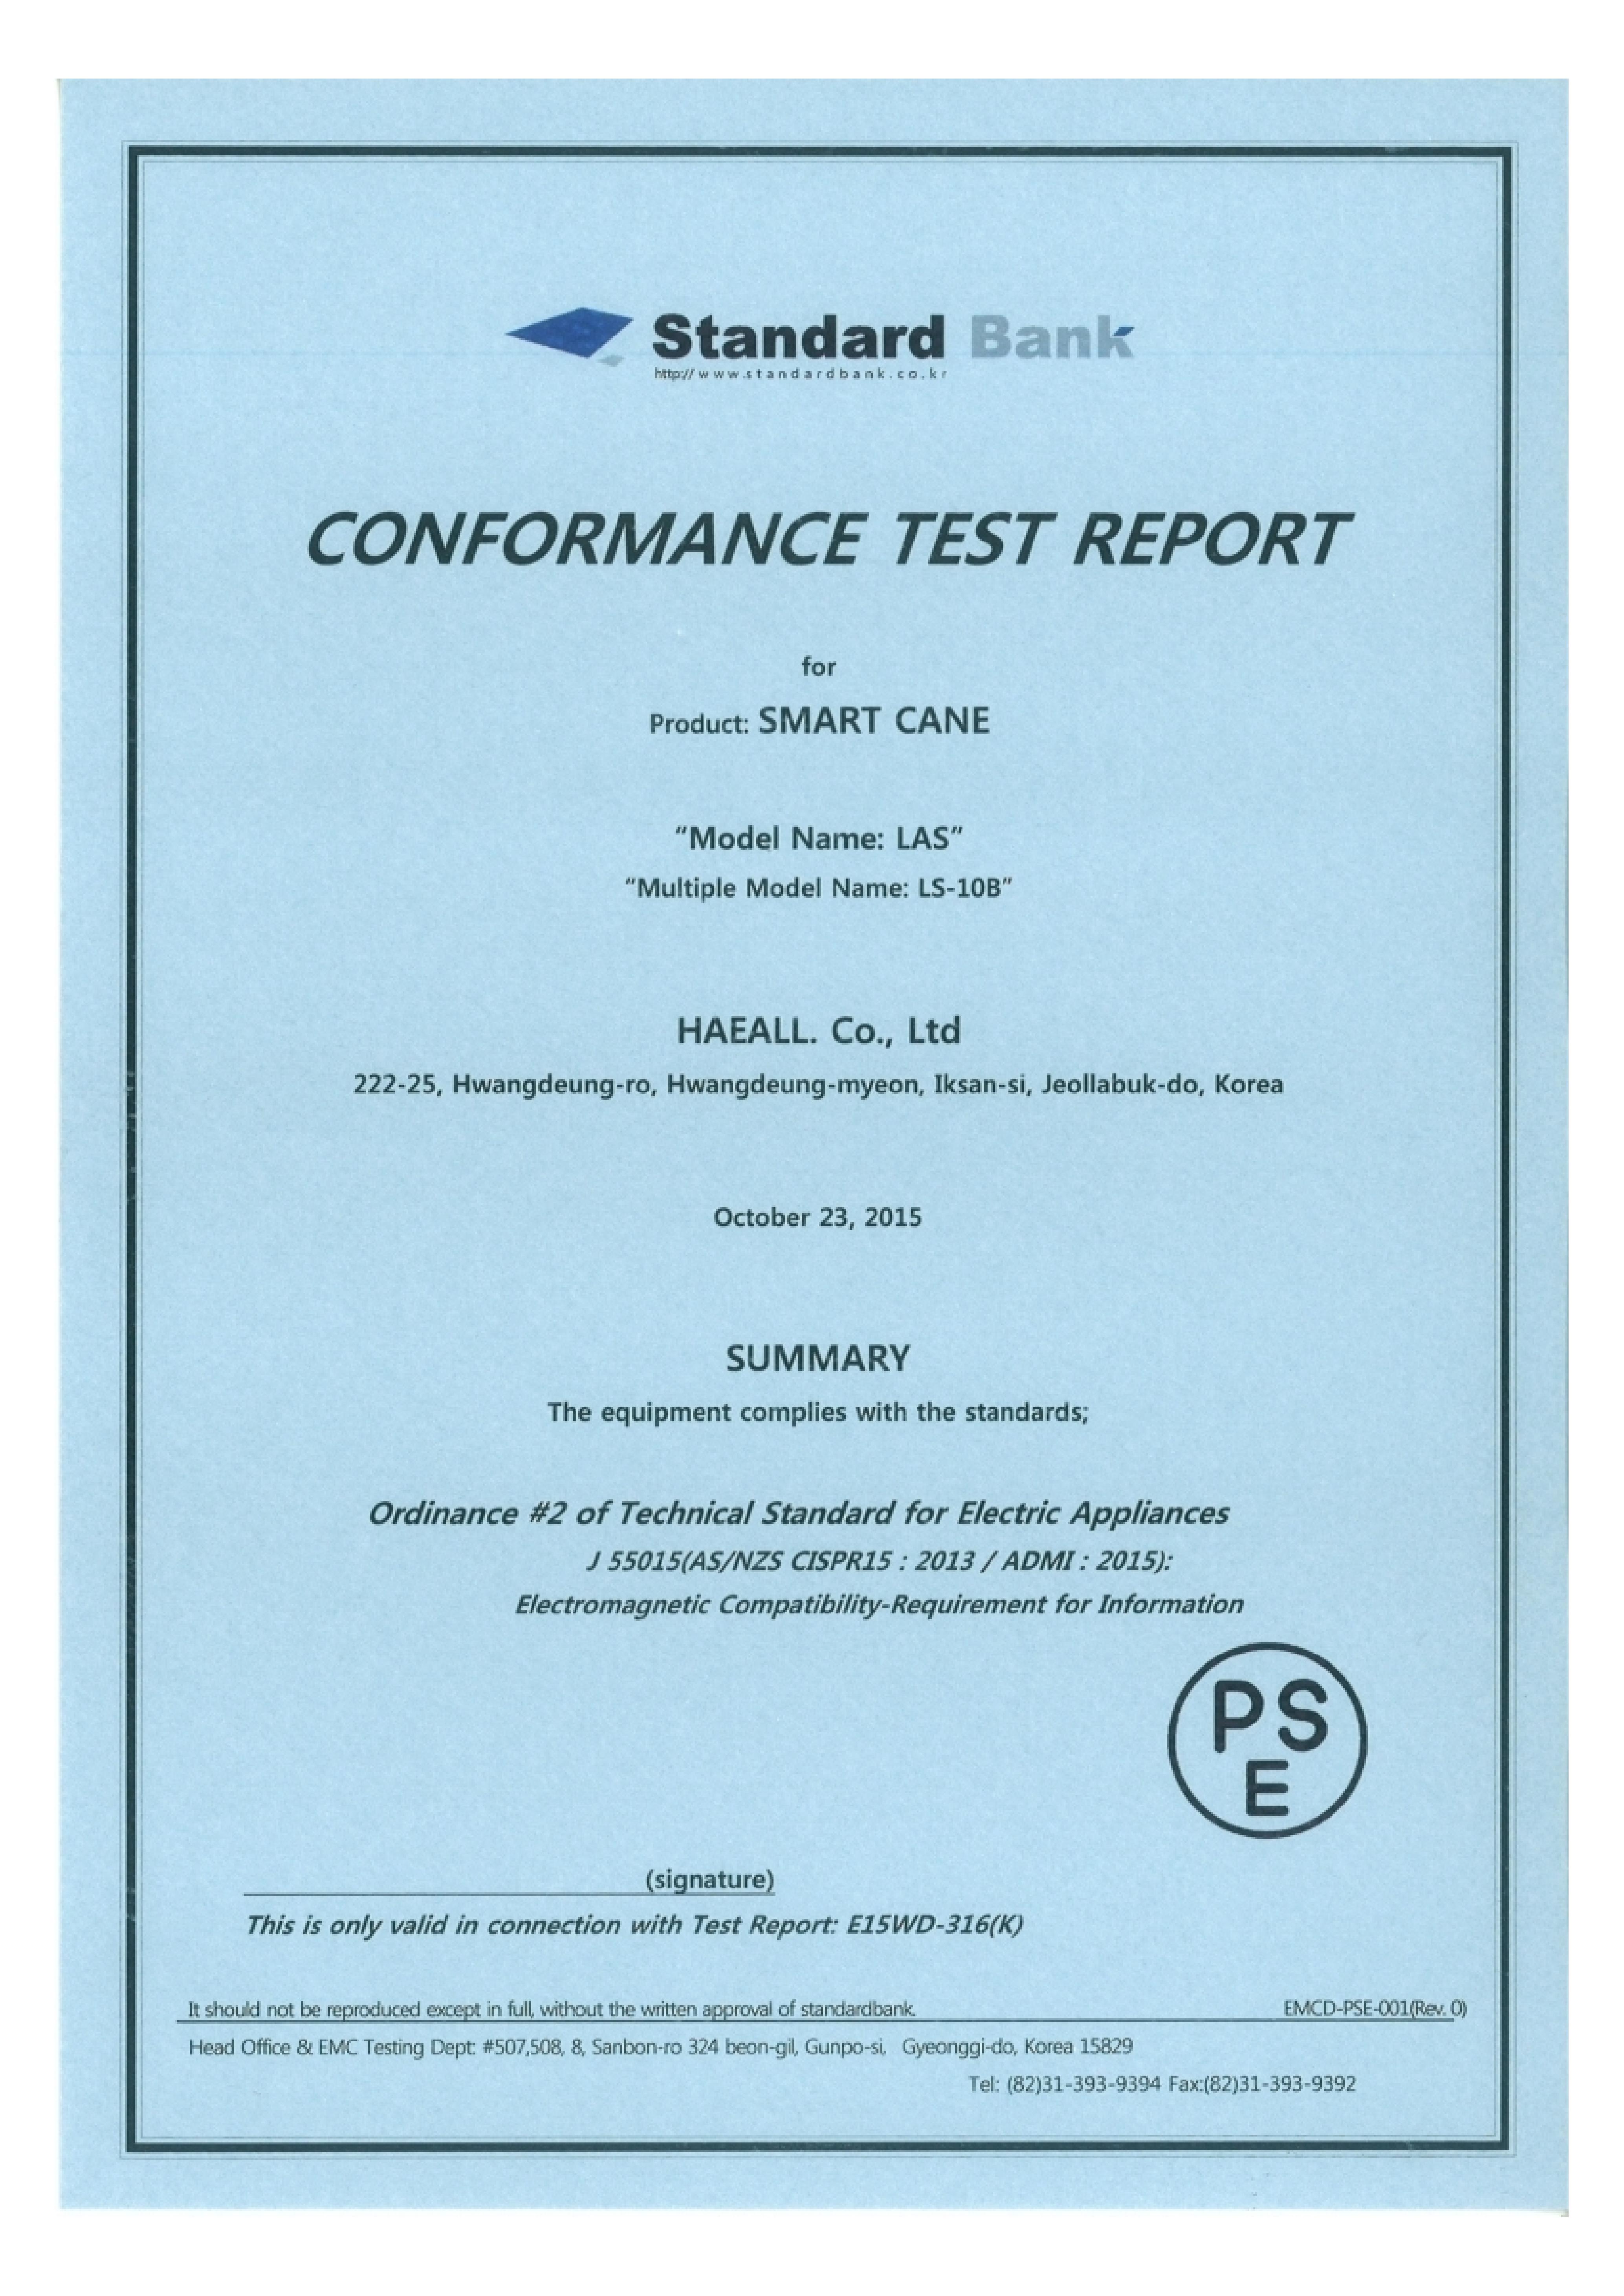 Standard Bank
http://www.standardbank.co.kr
CONFORMANCE TEST REPORT
for
Product: SMART CANE
“Model Name: LAS”
“Multiple Model Name: LS-10B”
HAEALL. Co., Ltd
222-25, Hwangdeung-ro, Hwangdeung-myeon, Iksan-si, Jeollabuk-do, Korea
October 23, 2015
SUMMARY
The equipment complies with the standards;
Ordinance #2 of Technical Standard for Electric Appliances
J 55015(AS/NZS CISPR15 : 2013 / ADMI : 2015):
Electromagnetic Compatibility-Requirement for Information
PS
E
(signature)
This is only valid in connection with Test Report: E15WD-316(K)
It should not be reproduced except in full, without the written approval of standardbank. EMCD-PSE-001(Rev. 0)
Head Office & EMC Testing Dept: #507,508, 8, Sanbon-ro 324 beon-gil, Gunpo-si, Gyeonggi-do, Korea 15829
Tel: (82)31-393-9394 Fax:(82)31-393-9392